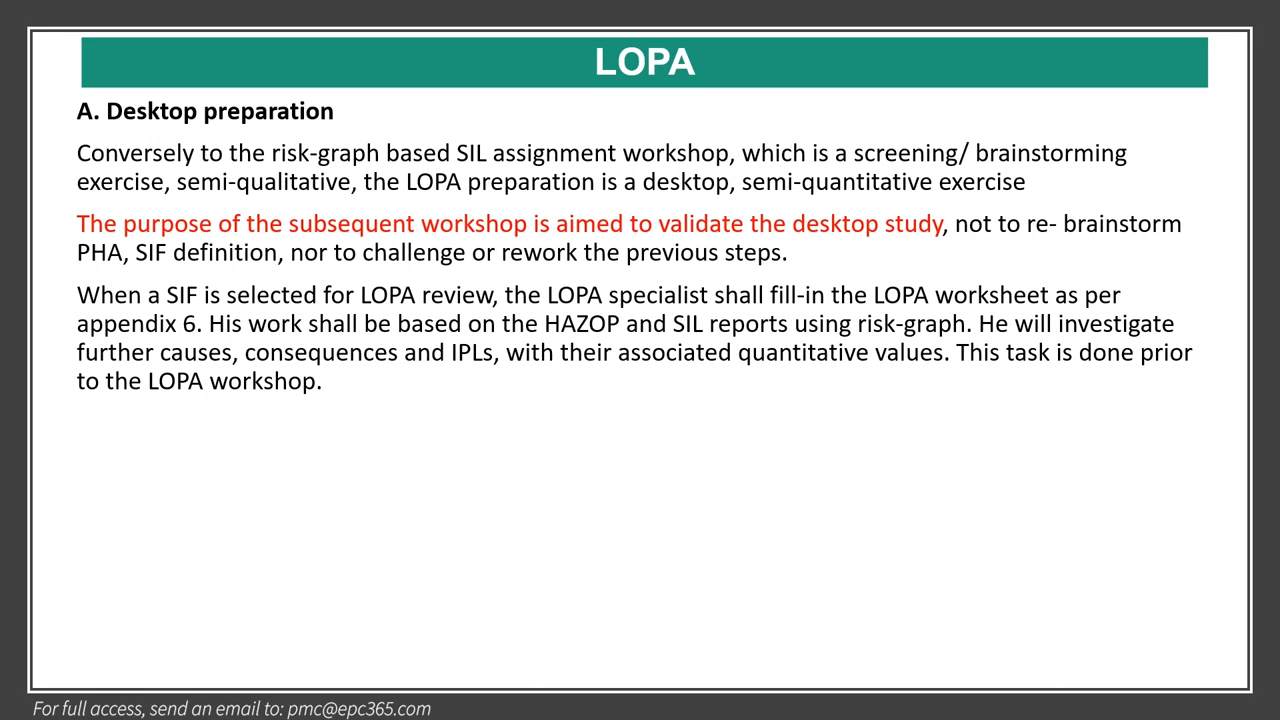 LOPA
A. Desktop preparation
Conversely to the risk-graph based SIL assignment workshop, which is a screening/ brainstorming
exercise, semi-qualitative, the LOPA preparation is a desktop, semi-quantitative exercise
The purpose of the subsequent workshop is aimed to validate the desktop study, not to re- brainstorm
PHA, SIF definition, nor to challenge or rework the previous steps.
When a SIF is selected for LOPA review, the LOPA specialist shall fill-in the LOPA worksheet as per
appendix 6. His work shall be based on the HAZOP and SIL reports using risk-graph. He will investigate
further causes, consequences and IPLs, with their associated quantitative values. This task is done prior
to the LOPA workshop.
For full access, send an email to: pmc@epc365.com